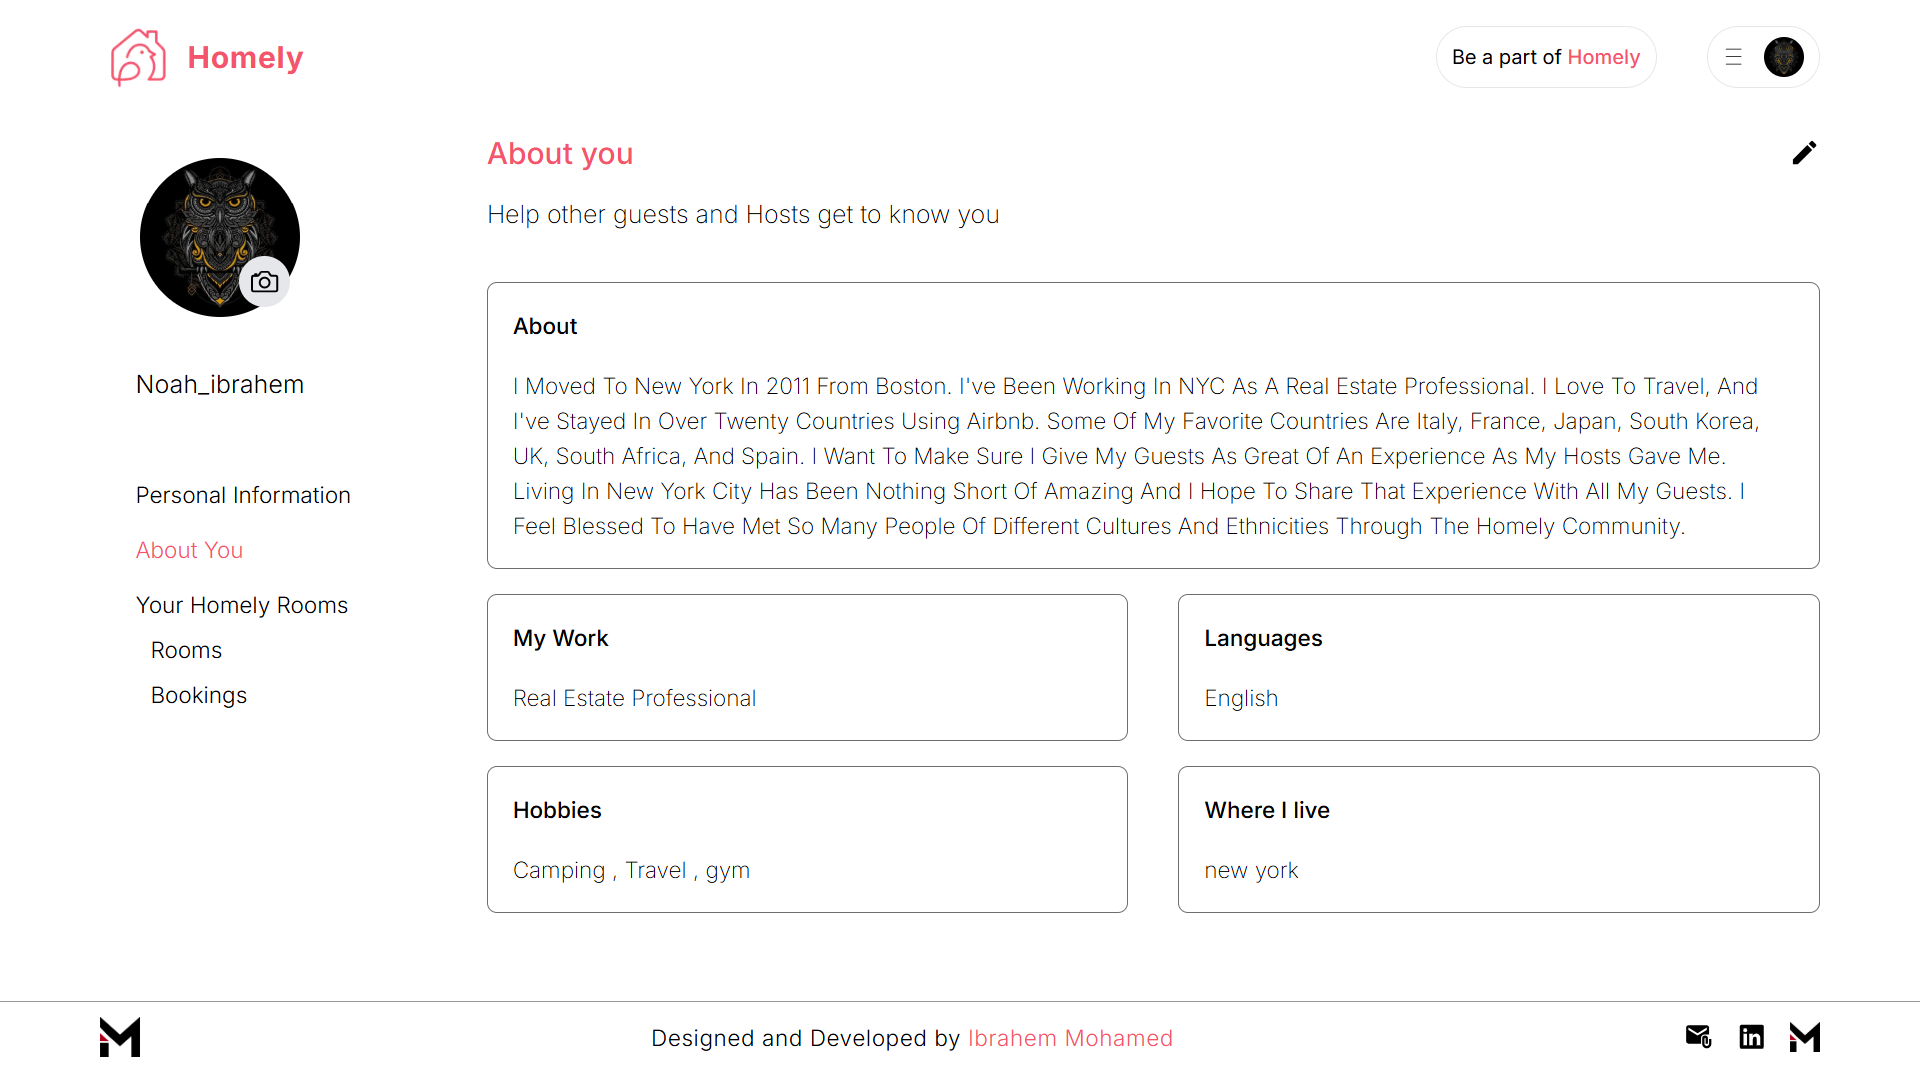 Homely
Be a part of Homely
About you
Help other guests and Hosts get to know you
Noah_ibrahem
Personal Information
About You
Your Homely Rooms
Rooms
Bookings
About
I Moved To New York In 2011 From Boston. I've Been Working In NYC As A Real Estate Professional. I Love To Travel, And
I've Stayed In Over Twenty Countries Using Airbnb. Some Of My Favorite Countries Are Italy, France, Japan, South Korea,
UK, South Africa, And Spain. I Want To Make Sure I Give My Guests As Great Of An Experience As My Hosts Gave Me.
Living In New York City Has Been Nothing Short Of Amazing And I Hope To Share That Experience With All My Guests. I
Feel Blessed To Have Met So Many People Of Different Cultures And Ethnicities Through The Homely Community.
My Work
Real Estate Professional
Languages
English
Hobbies
Camping , Travel , gym
Where I live
new york
Designed and Developed by Ibrahem Mohamed